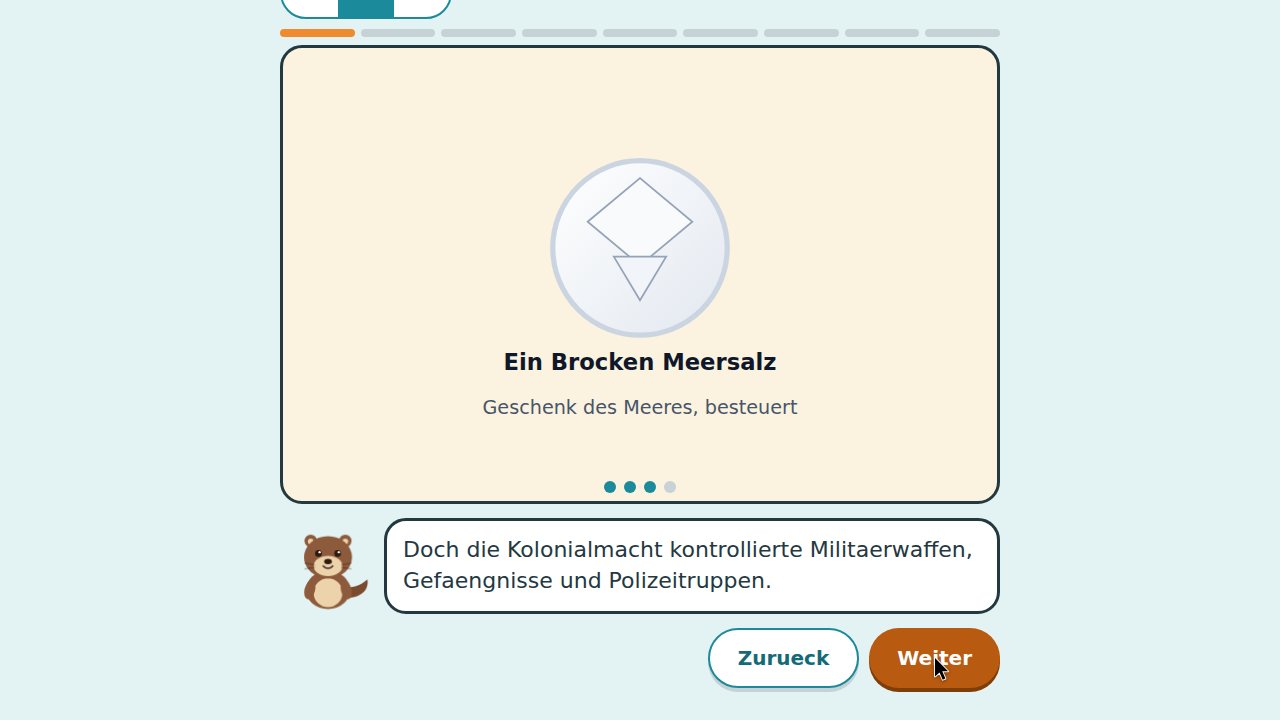 Ein Brocken Meersalz
Geschenk des Meeres, besteuert
Doch die Kolonialmacht kontrollierte Militaerwaffen,
Gefaengnisse und Polizeitruppen.
Zurueck
Weiter